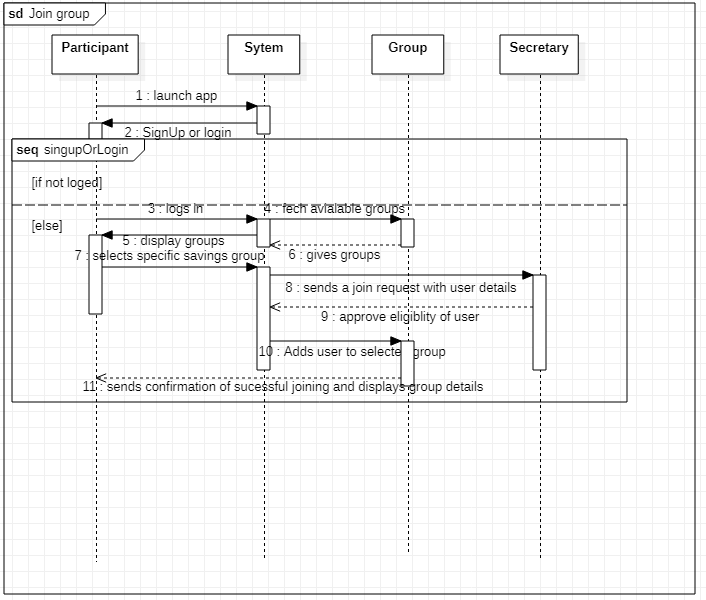 sd Join group
Participant
Sytem
Group
Secretary
1 : launch app
2 : SignUp or login
seq singupOrLogin
[if not loged]
3 : logs in
4 : fech avialable groups
[else]
5 : display groups
6 : gives groups
7 : selects specific savings group
8 : sends a join request with user details
9 : approve eligiblity of user
10 : Adds user to selecte group
11 : sends confirmation of sucessful joining and displays group details